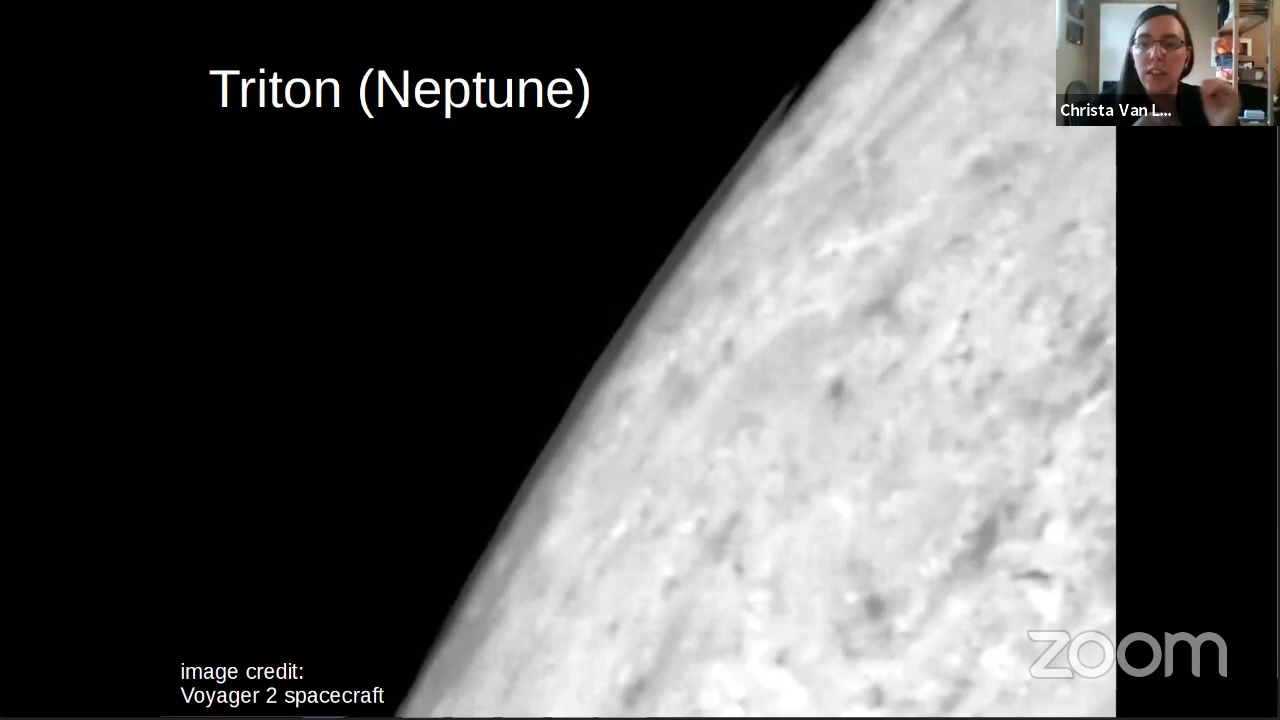 Triton (Neptune)
Christa Van L...
image credit:
Voyager 2 spacecraft
zoom